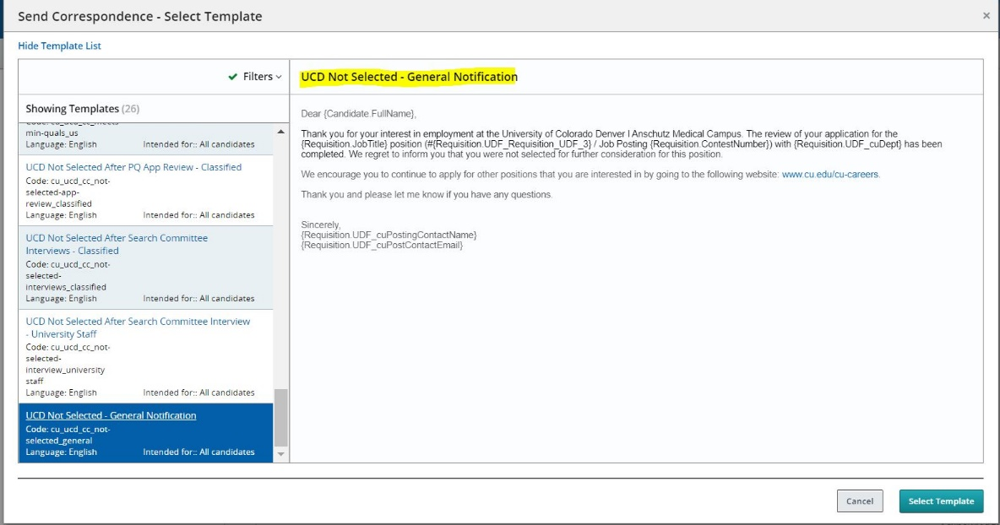 Send Correspondence - Select Template
×
Hide Template List
Filters
Showing Templates (26)
min-quals_us
Language: English Intended for:: All candidates
UCD Not Selected After PQ App Review - Classified
Code: cu_ucd_cc_not-
selected-app-
review_classified
Language: English Intended for:: All candidates
UCD Not Selected After Search Committee
Interviews - Classified
Code: cu_ucd_cc_not-
selected-
interviews_classified
Language: English Intended for:: All candidates
UCD Not Selected After Search Committee Interview
- University Staff
Code: cu_ucd_cc_not-
selected-
interview_university
staff
Language: English Intended for:: All candidates
UCD Not Selected - General Notification
Code: cu_ucd_cc_not-
selected_general
Language: English Intended for:: All candidates
UCD Not Selected - General Notification
Dear {Candidate.FullName},
Thank you for your interest in employment at the University of Colorado Denver l Anschutz Medical Campus. The review of your application for the
{Requisition.JobTitle} position (#{Requisition.UDF_Requisition_UDF_3} / Job Posting {Requisition.ContestNumber}) with {Requisition.UDF_cuDept} has been
completed. We regret to inform you that you were not selected for further consideration for this position.
We encourage you to continue to apply for other positions that you are interested in by going to the following website: www.cu.edu/cu-careers.
Thank you and please let me know if you have any questions.
Sincerely,
{Requisition.UDF_cuPostingContactName}
{Requisition.UDF_cuPostContactEmail}
Cancel
Select Template